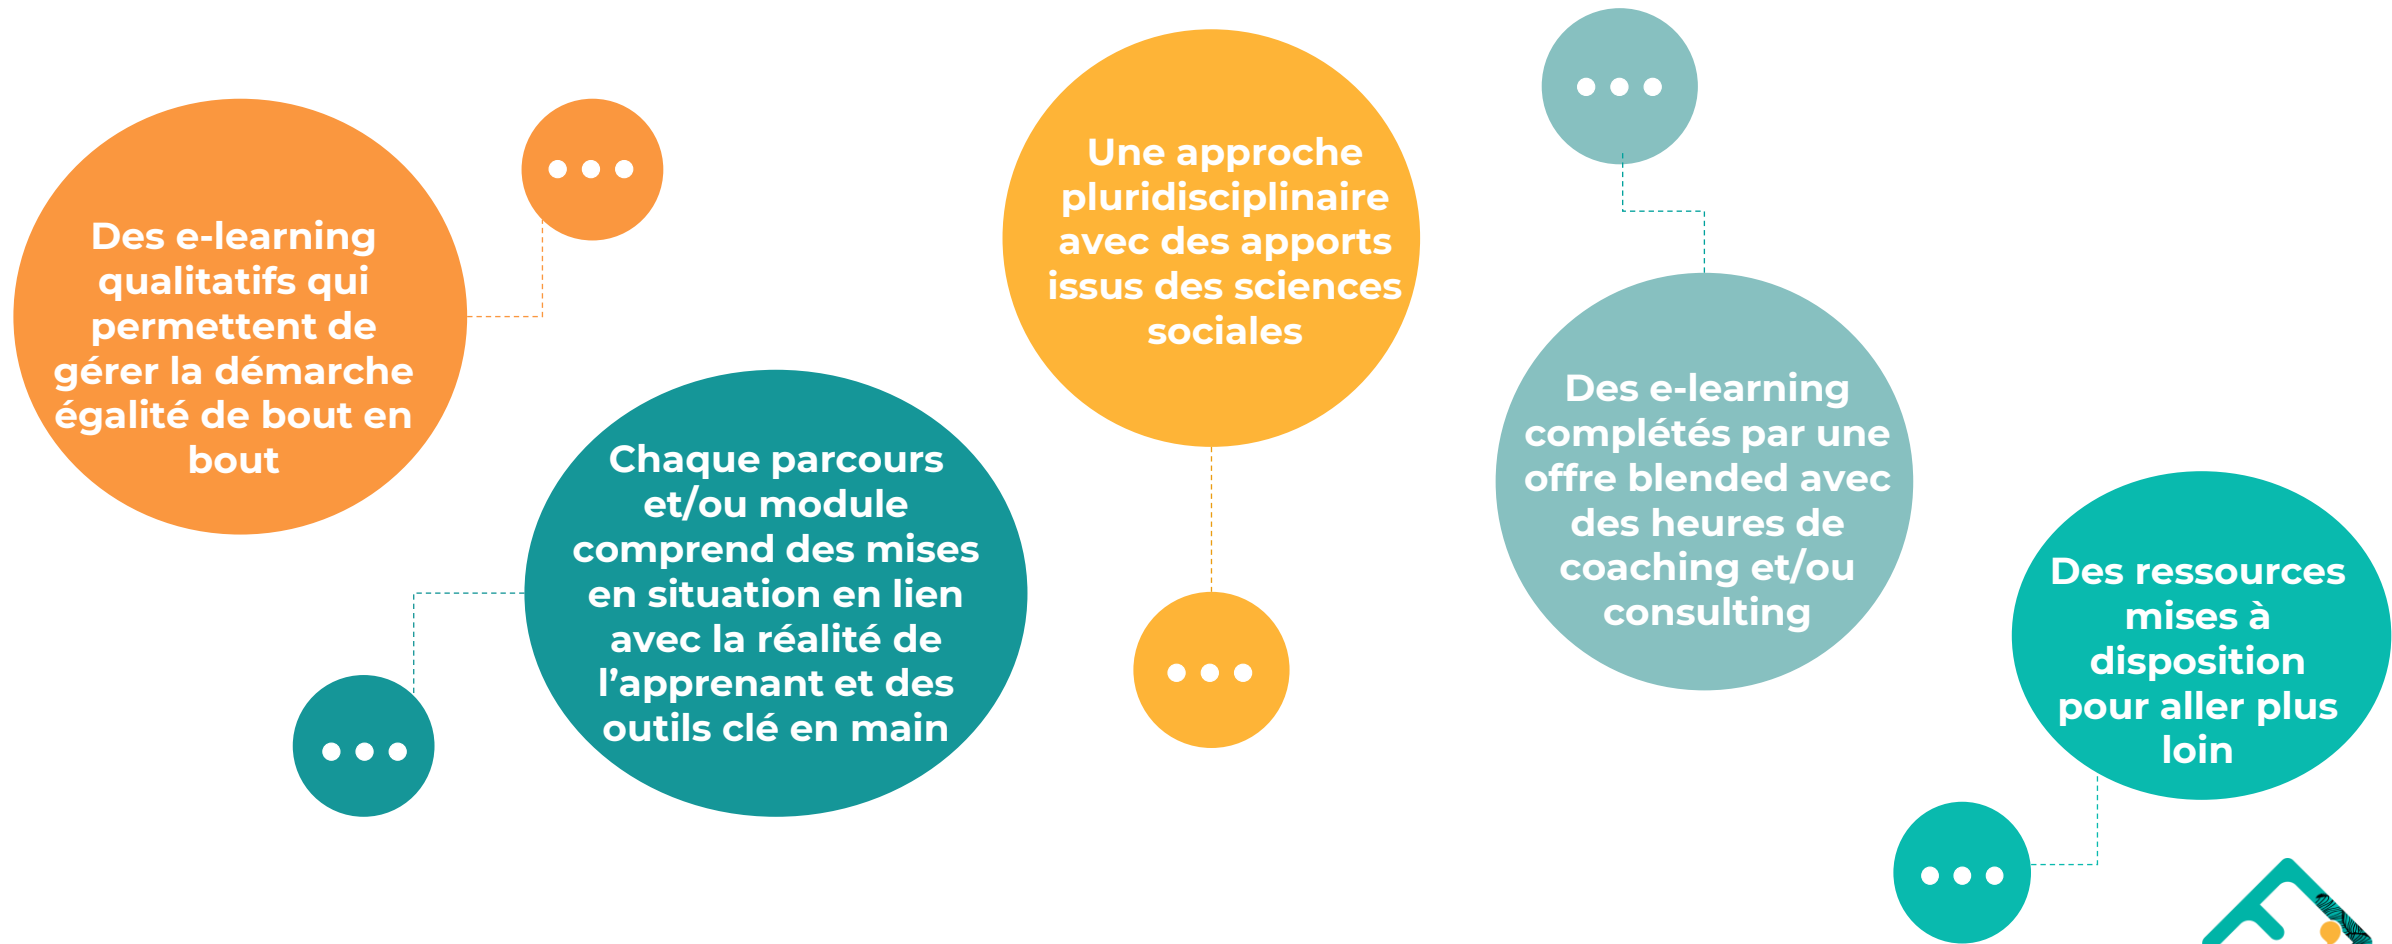 Des e-learning
qualitatifs qui
permettent de
gérer la démarche
égalité de bout en
bout
Chaque parcours
et/ou module
comprend des mises
en situation en lien
avec la réalité de
l’apprenant et des
outils clé en main
Une approche
pluridisciplinaire
avec des apports
issus des sciences
sociales
Des e-learning
complétés par une
offre blended avec
des heures de
coaching et/ou
consulting
Des ressources
mises à
disposition
pour aller plus
loin